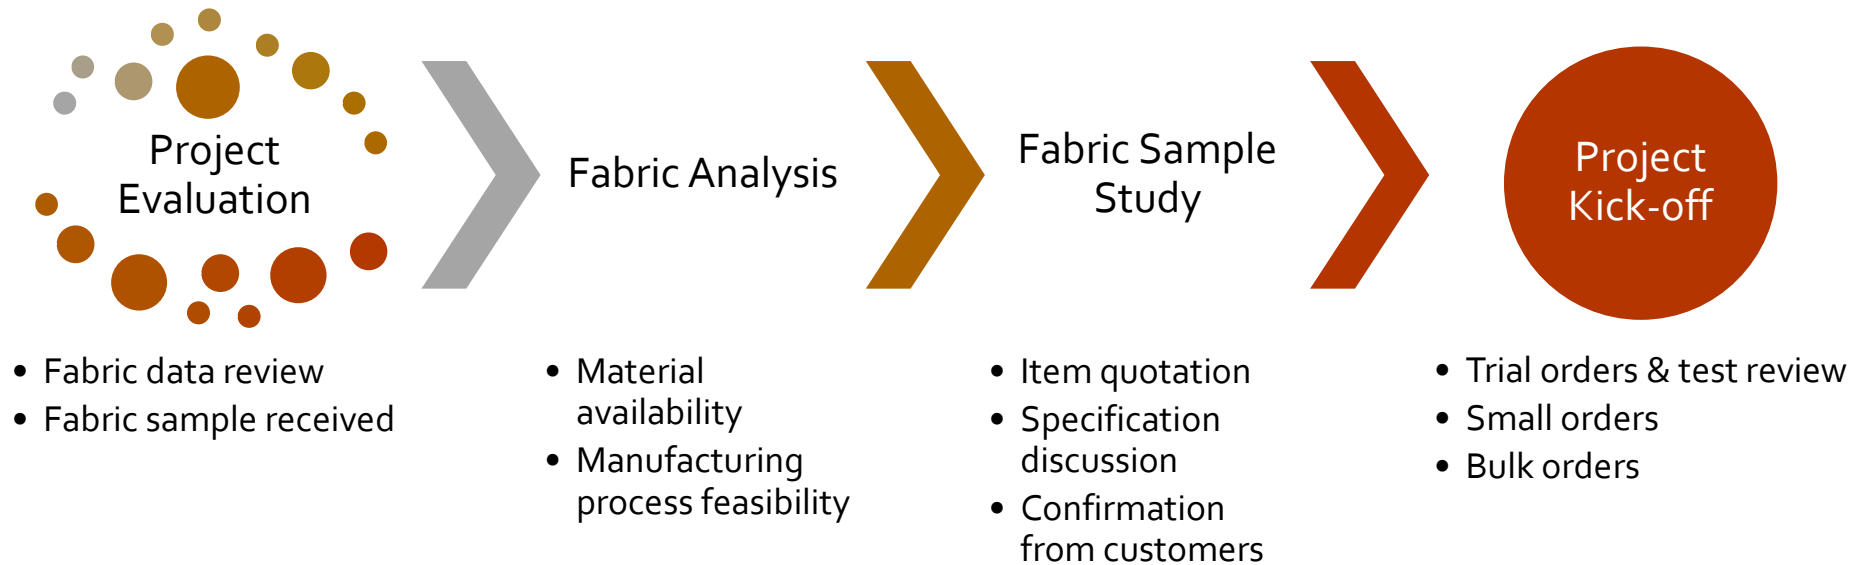 Project
Evaluation
• Fabric data review
• Fabric sample received
Fabric Analysis
• Material
availability
• Manufacturing
process feasibility
Fabric Sample
Study
• Item quotation
• Specification
discussion
• Confirmation
from customers
Project
Kick-off
• Trial orders & test review
• Small orders
• Bulk orders